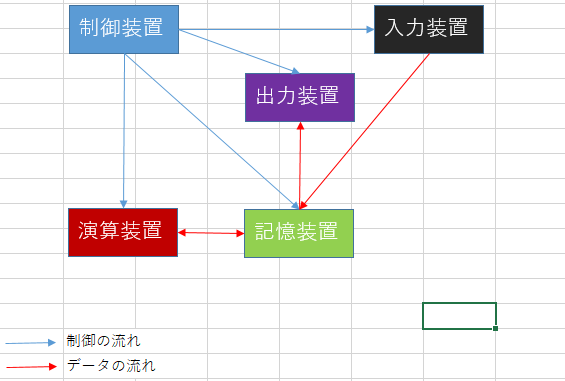 制御装置
入力装置
出力装置
演算装置
記憶装置
制御の流れ
データの流れ